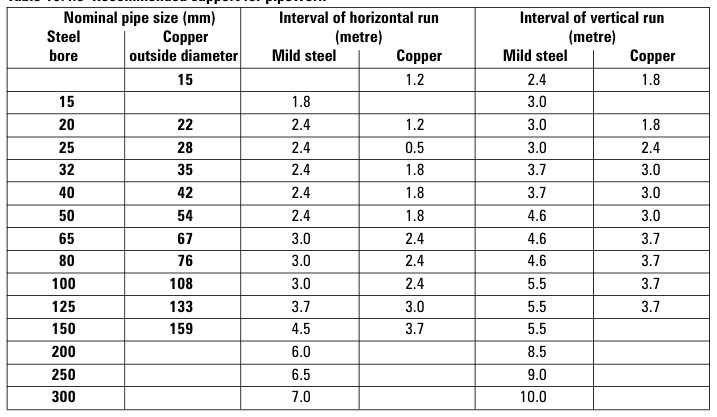 Nominal pipe size (mm) Interval of horizontal run Interval of vertical run
Steel Copper (metre) (metre)
bore outside diameter Mild steel Copper Mild steel Copper
15 1.2 2.4 1.8
15 1.8 3.0
20 22 2.4 1.2 3.0 1.8
25 28 2.4 0.5 3.0 2.4
32 35 2.4 1.8 3.7 3.0
40 42 2.4 1.8 3.7 3.0
50 54 2.4 1.8 4.6 3.0
65 67 3.0 2.4 4.6 3.7
80 76 3.0 2.4 4.6 3.7
100 108 3.0 2.4 5.5 3.7
125 133 3.7 3.0 5.5 3.7
150 159 4.5 3.7 5.5
200 6.0 8.5
250 6.5 9.0
300 7.0 10.0